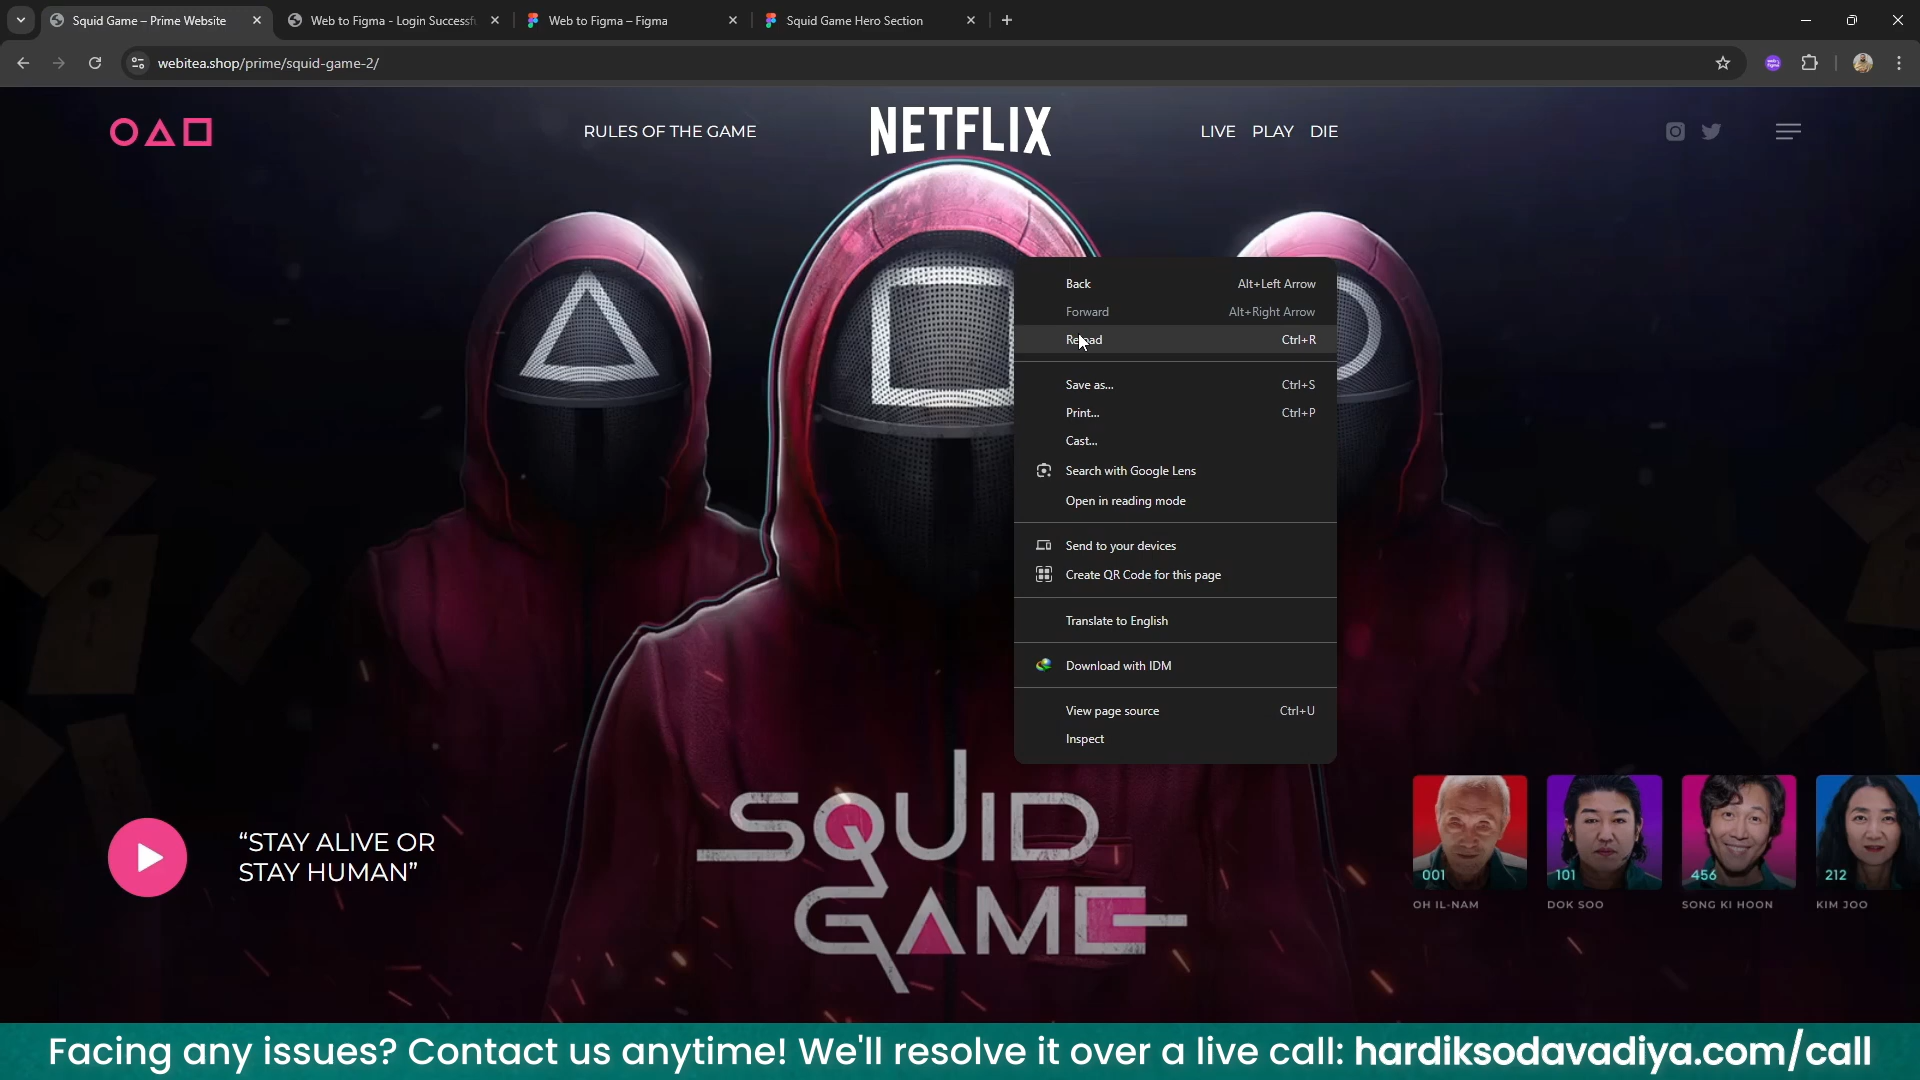 Squid Game – Prime Website
Web to Figma - Login Successf
Web to Figma – Figma
Squid Game Hero Section
webitea.shop/prime/squid-game-2/
RULES OF THE GAME
NETFLIX
LIVE PLAY DIE
Back Alt+Left Arrow
Forward Alt+Right Arrow
Reload Ctrl+R
Save as... Ctrl+S
Print... Ctrl+P
Cast...
Search with Google Lens
Open in reading mode
Send to your devices
Create QR Code for this page
Translate to English
Download with IDM
View page source Ctrl+U
Inspect
“STAY ALIVE OR
STAY HUMAN”
SQUID
GAME
001 101 456 212
OH IL-NAM DOK SOO SONG KI HOON KIM JOO
Facing any issues? Contact us anytime! We'll resolve it over a live call: hardiksodavadiya.com/call